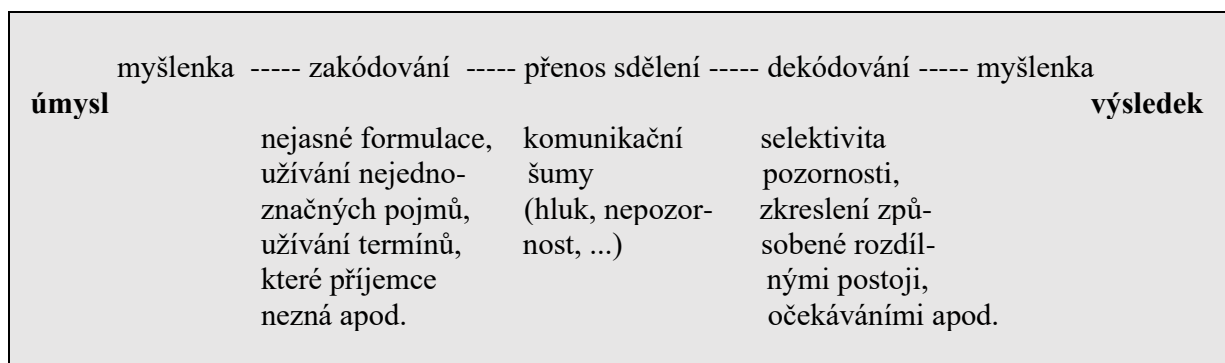 myšlenka ----- zakódování ----- přenos sdělení ----- dekódování ----- myšlenka
úmysl výsledek
nejasné formulace, komunikační selektivita
užívání nejedno- šumy pozornosti,
značných pojmů, (hluk, nepozor- zkreslení způ-
užívání termínů, nost, ...) sobené rozdíl-
které příjemce nými postoji,
nezná apod. očekáváními apod.